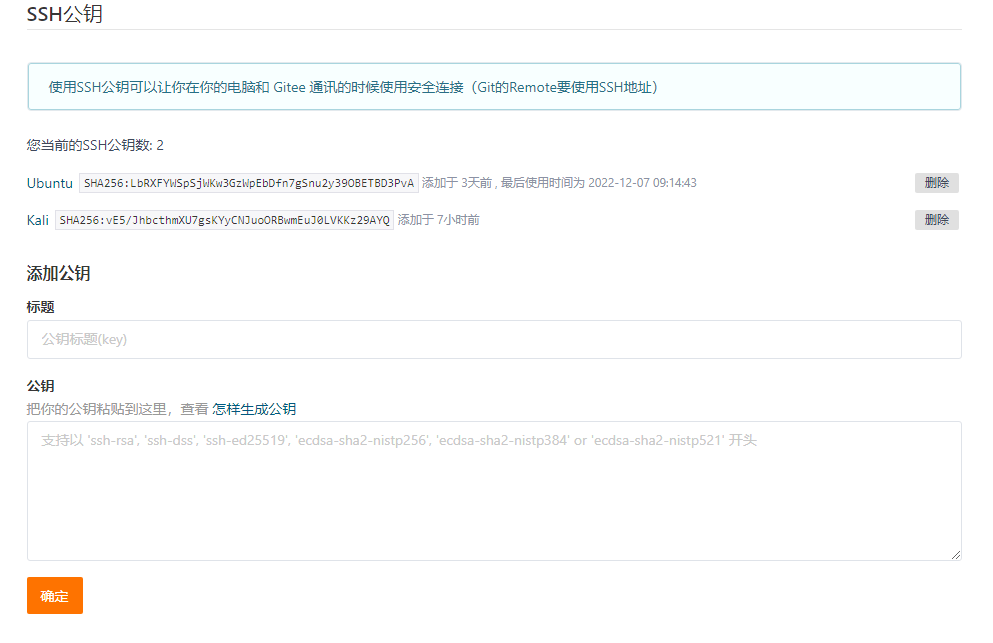 SSH公钥
使用SSH公钥可以让你在你的电脑和 Gitee 通讯的时候使用安全连接（Git的Remote要使用SSH地址）
您当前的SSH公钥数: 2
Ubuntu SHA256:LbRXFYWSpSjWKw3GzWpEbDfn7gSnu2y39OBETBD3PvA 添加于 3天前 , 最后使用时间为 2022-12-07 09:14:43 删除
Kali SHA256:vE5/JhbcthmXU7gsKYyCNJuoORBwmEuJ0LVKKz29AYQ 添加于 7小时前 删除
添加公钥
标题
公钥标题(key)
公钥
把你的公钥粘贴到这里，查看 怎样生成公钥
支持以 'ssh-rsa', 'ssh-dss', 'ssh-ed25519', 'ecdsa-sha2-nistp256', 'ecdsa-sha2-nistp384' or 'ecdsa-sha2-nistp521' 开头
确定